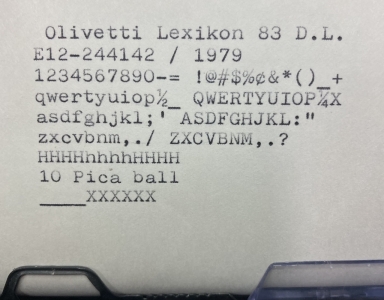 Olivetti Lexikon 83 D.L.
E12-244142 / 1979
1234567890-= !@#$%¢&*()_+
qwertyuiop½_ QWERTYUIOP¼X
asdfghjkl;' ASDFGHJKL:"
zxcvbnm,./ ZXCVBNM,.?
HHHHhhhhHHHH
10 Pica ball
____XXXXXX